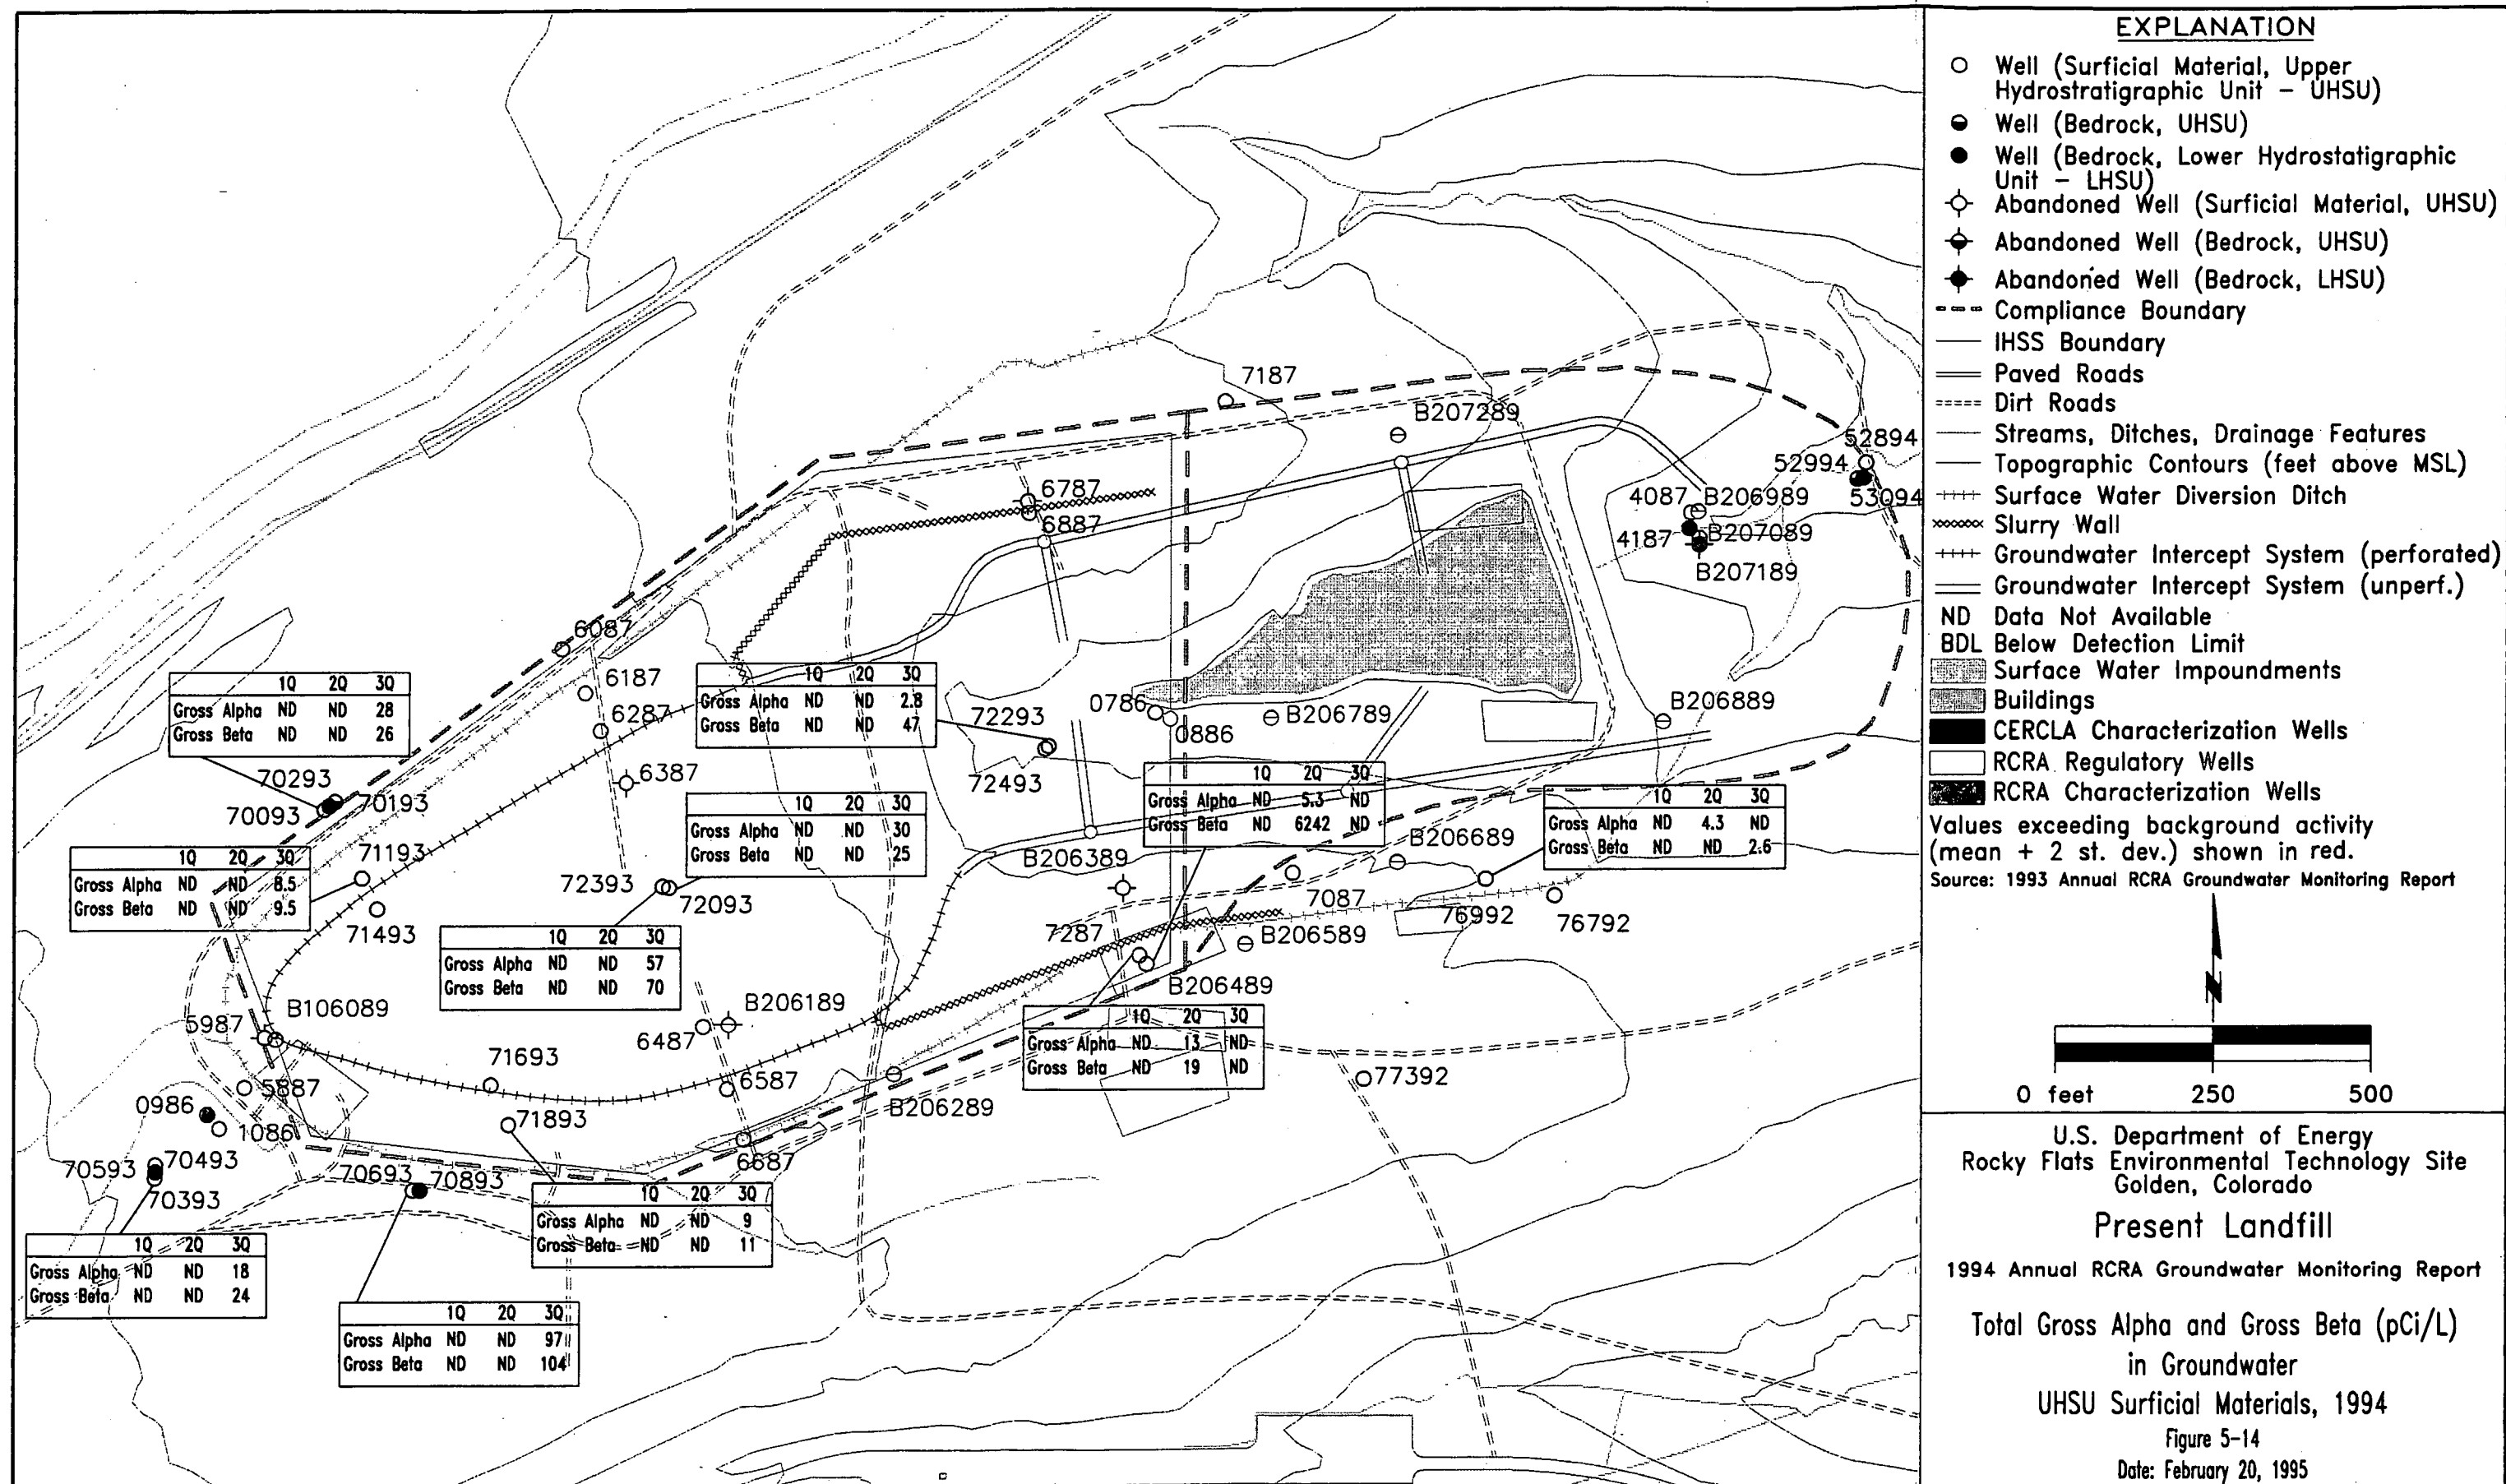 7187
B207289
52894
52994
53094
4087
B206989
4187
B207089
B207189
6787
6887
6087
6187
6287
6387
1Q 2Q 3Q
Gross Alpha ND ND 28
Gross Beta ND ND 26
70293
70193
70093
1Q 2Q 3Q
Gross Alpha ND ND 2.8
Gross Beta ND ND 47
72293
72493
0786
0886
B206789
B206889
1Q 2Q 3Q
Gross Alpha ND ND 30
Gross Beta ND ND 25
1Q 2Q 3Q
Gross Alpha ND 5.3 ND
Gross Beta ND 6242 ND
1Q 2Q 3Q
Gross Alpha ND 4.3 ND
Gross Beta ND ND 2.6
1Q 2Q 3Q
Gross Alpha ND ND 8.5
Gross Beta ND ND 9.5
71193
71493
72393
72093
B206389
B206689
7087
76992
76792
1Q 2Q 3Q
Gross Alpha ND ND 57
Gross Beta ND ND 70
7287
B206589
B206489
5987
B106089
B206189
6487
1Q 2Q 3Q
Gross Alpha ND 13 ND
Gross Beta ND 19 ND
71693
5887
6587
77392
0986
1086
71893
B206289
70593
70493
70393
70693
70893
6687
1Q 2Q 3Q
Gross Alpha ND ND 9
Gross Beta ND ND 11
1Q 2Q 3Q
Gross Alpha ND ND 18
Gross Beta ND ND 24
1Q 2Q 3Q
Gross Alpha ND ND 97
Gross Beta ND ND 104
EXPLANATION
Well (Surficial Material, Upper
Hydrostratigraphic Unit - UHSU)
Well (Bedrock, UHSU)
Well (Bedrock, Lower Hydrostatigraphic
Unit - LHSU)
Abandoned Well (Surficial Material, UHSU)
Abandoned Well (Bedrock, UHSU)
Abandoned Well (Bedrock, LHSU)
Compliance Boundary
IHSS Boundary
Paved Roads
Dirt Roads
Streams, Ditches, Drainage Features
Topographic Contours (feet above MSL)
Surface Water Diversion Ditch
Slurry Wall
Groundwater Intercept System (perforated)
Groundwater Intercept System (unperf.)
ND Data Not Available
BDL Below Detection Limit
Surface Water Impoundments
Buildings
CERCLA Characterization Wells
RCRA Regulatory Wells
RCRA Characterization Wells
Values exceeding background activity
(mean + 2 st. dev.) shown in red.
Source: 1993 Annual RCRA Groundwater Monitoring Report
N
0 feet 250 500
U.S. Department of Energy
Rocky Flats Environmental Technology Site
Golden, Colorado
Present Landfill
1994 Annual RCRA Groundwater Monitoring Report
Total Gross Alpha and Gross Beta (pCi/L)
in Groundwater
UHSU Surficial Materials, 1994
Figure 5-14
Date: February 20, 1995